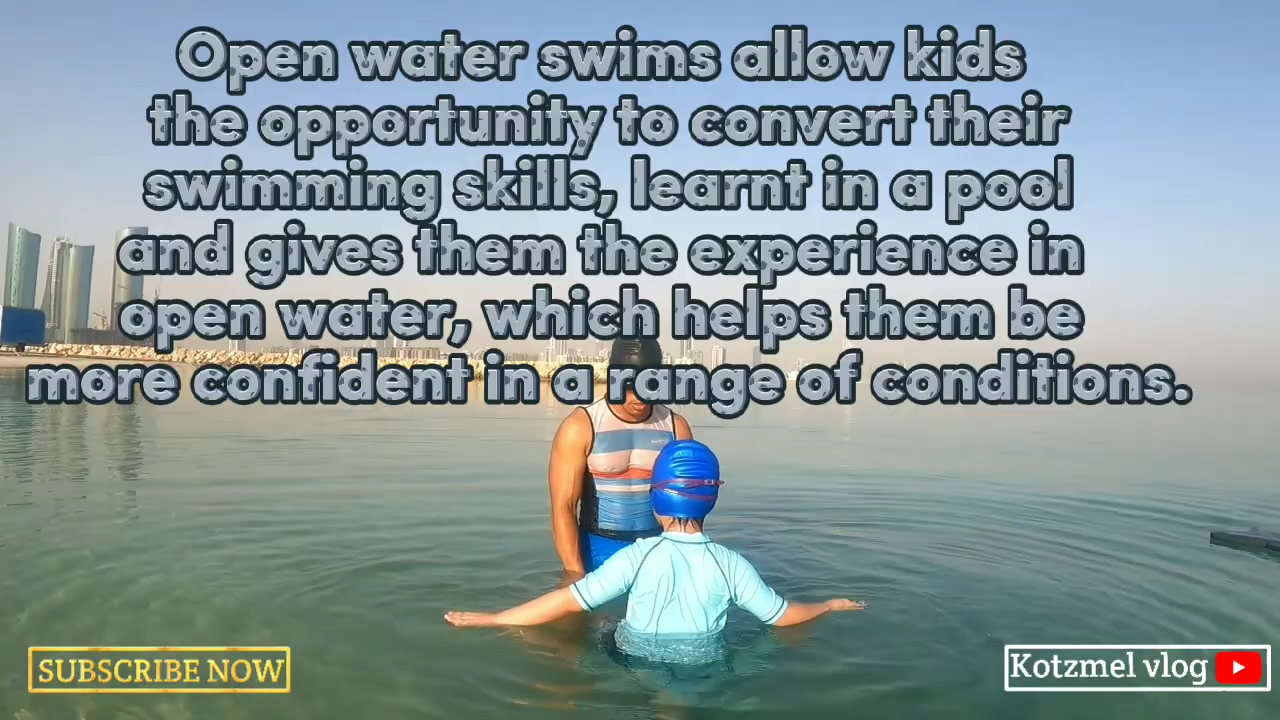 Open water swims allow kids
the opportunity to convert their
swimming skills, learnt in a pool
and gives them the experience in
open water, which helps them be
more confident in a range of conditions.
SUBSCRIBE NOW
Kotzmel vlog